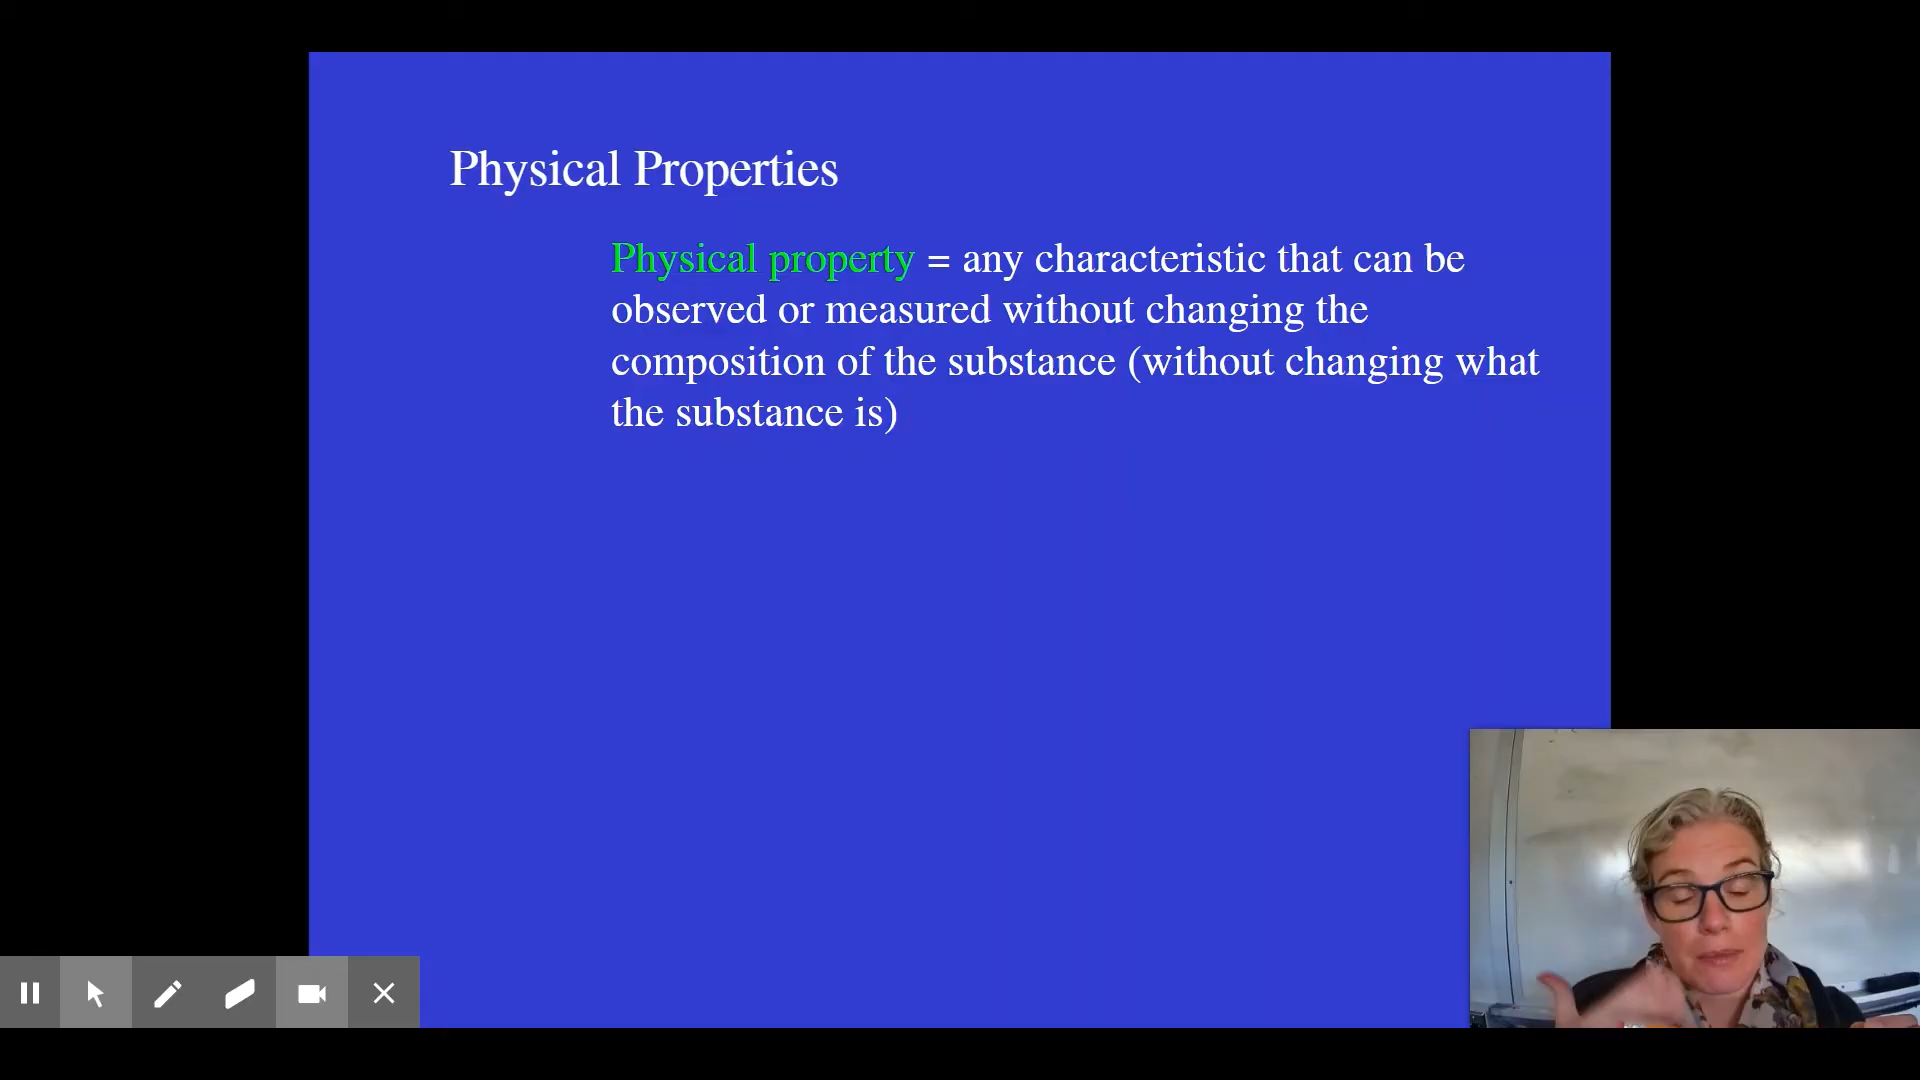 Physical Properties
Physical property = any characteristic that can be
observed or measured without changing the
composition of the substance (without changing what
the substance is)